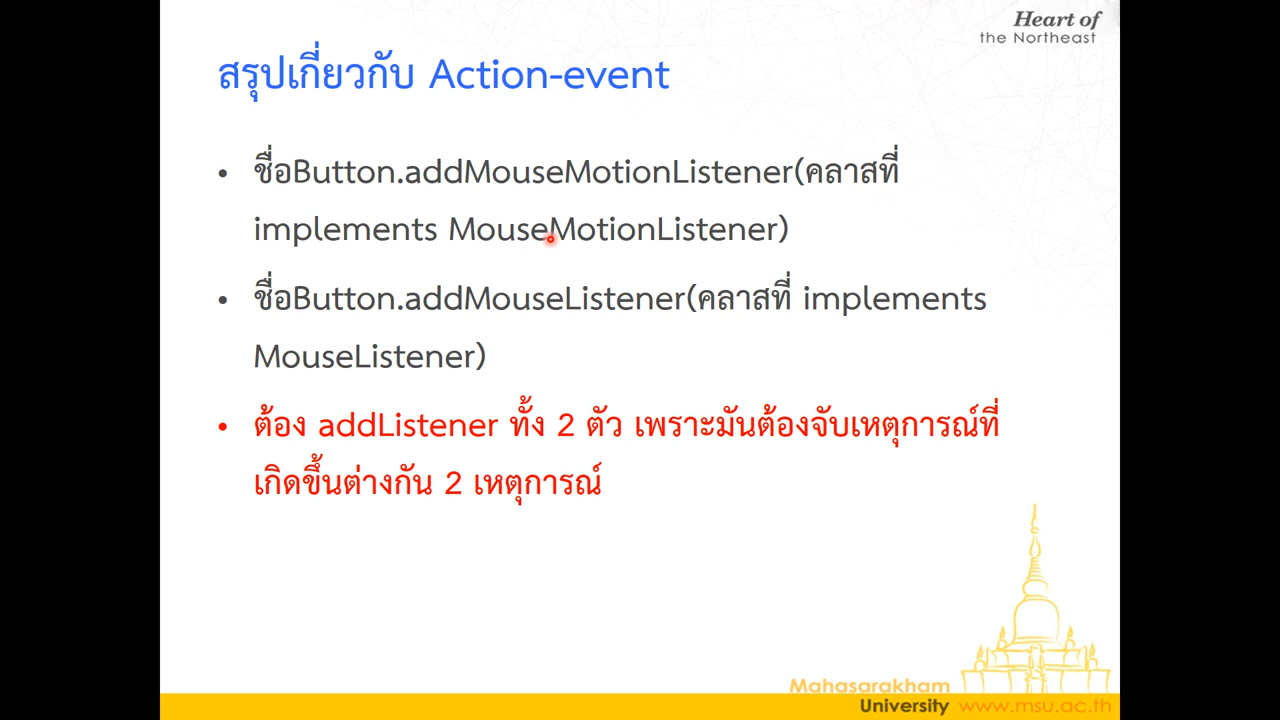 Heart of
the Northeast
สรุปเกี่ยวกับ Action-event
• ชื่อButton.addMouseMotionListener(คลาสที่
implements MouseMotionListener)
• ชื่อButton.addMouseListener(คลาสที่ implements
MouseListener)
• ต้อง addListener ทั้ง 2 ตัว เพราะมันต้องจับเหตุการณ์ที่
เกิดขึ้นต่างกัน 2 เหตุการณ์
Mahasarakham
University www.msu.ac.th